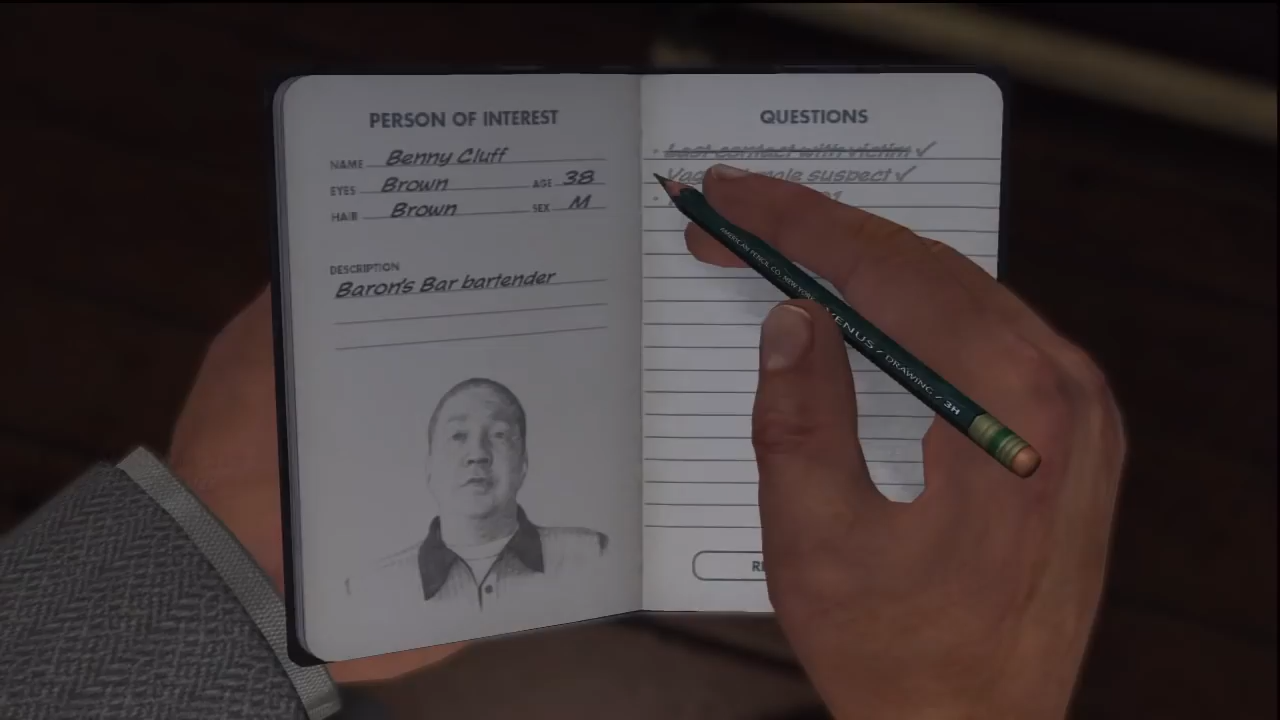 PERSON OF INTEREST
NAME Benny Cluff
EYES Brown AGE 38
HAIR Brown SEX M
DESCRIPTION
Baron's Bar bartender
QUESTIONS
· Last contact with victim ✓
male suspect ✓
AMERICAN PENCIL CO. NEW YORK VENUS / DRAWING / 3H